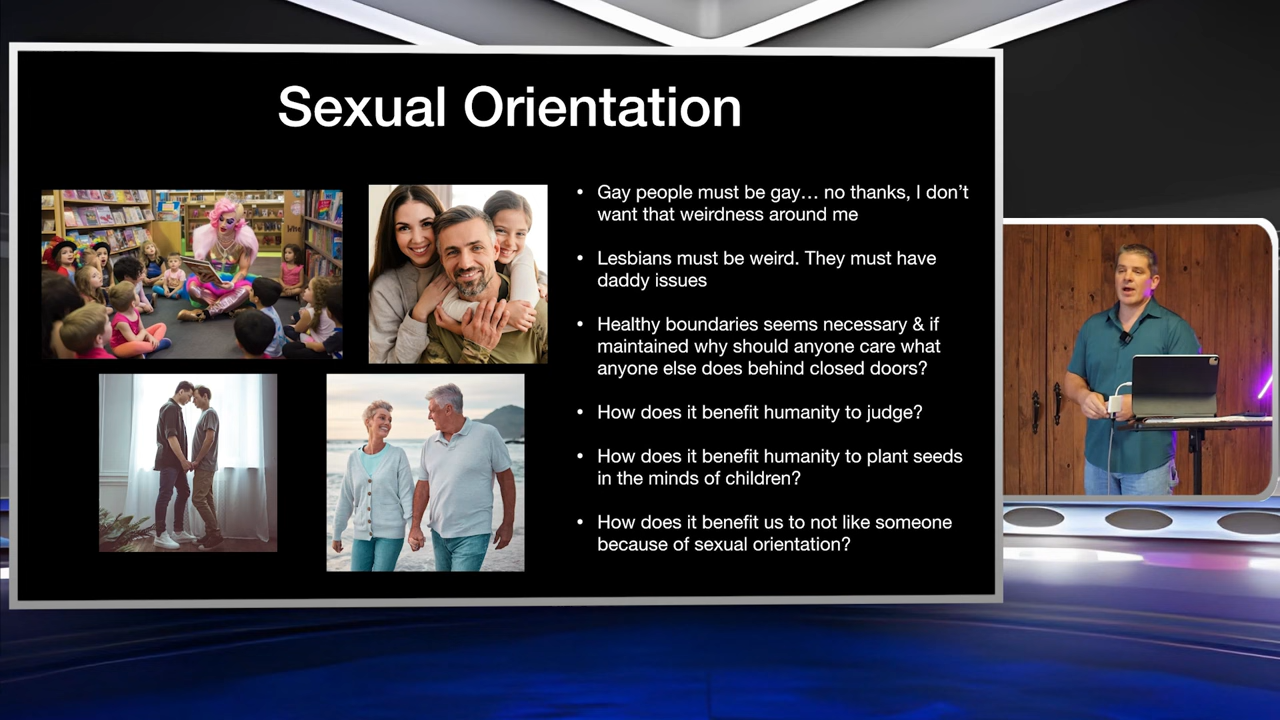 Sexual Orientation
• Gay people must be gay… no thanks, I don’t
want that weirdness around me
• Lesbians must be weird. They must have
daddy issues
• Healthy boundaries seems necessary & if
maintained why should anyone care what
anyone else does behind closed doors?
• How does it benefit humanity to judge?
• How does it benefit humanity to plant seeds
in the minds of children?
• How does it benefit us to not like someone
because of sexual orientation?